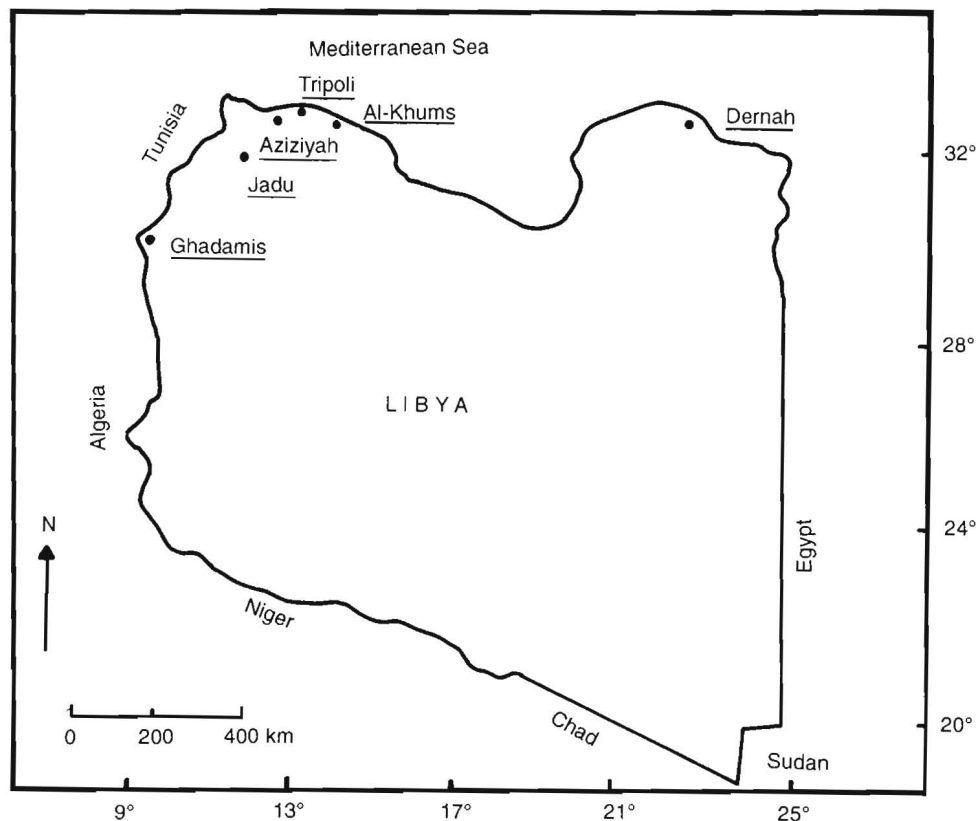 Mediterranean Sea
Tripoli
Al-Khums
Dernah
Tunisia
Aziziyah
32°
Jadu
Ghadamis
28°
Algeria
LIBYA
24°
N
Egypt
Niger
Chad
20°
0 200 400 km
Sudan
9° 13° 17° 21° 25°